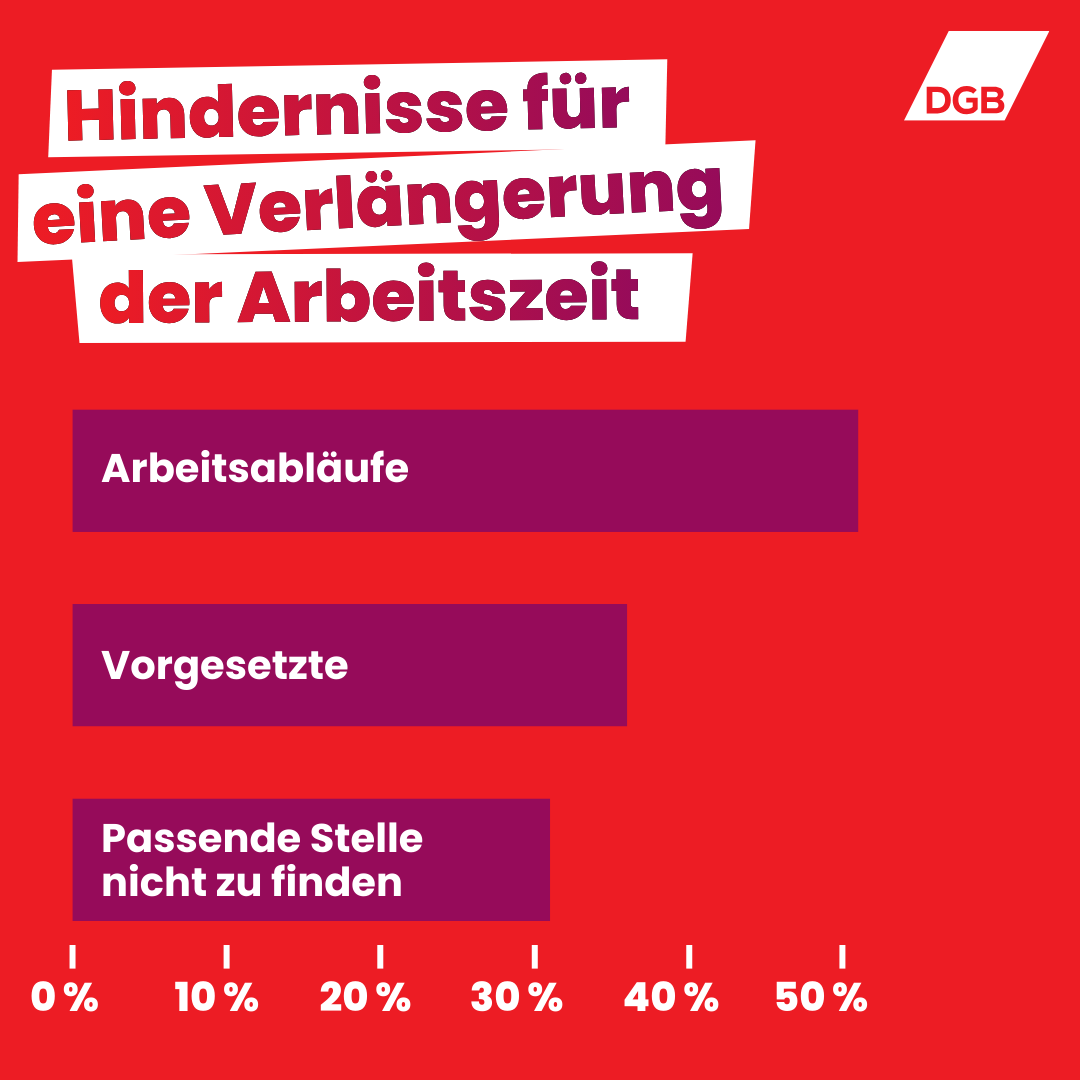 DGB
Hindernisse für
eine Verlängerung
der Arbeitszeit
Arbeitsabläufe
Vorgesetzte
Passende Stelle
nicht zu finden
0 % 10 % 20 % 30 % 40 % 50 %